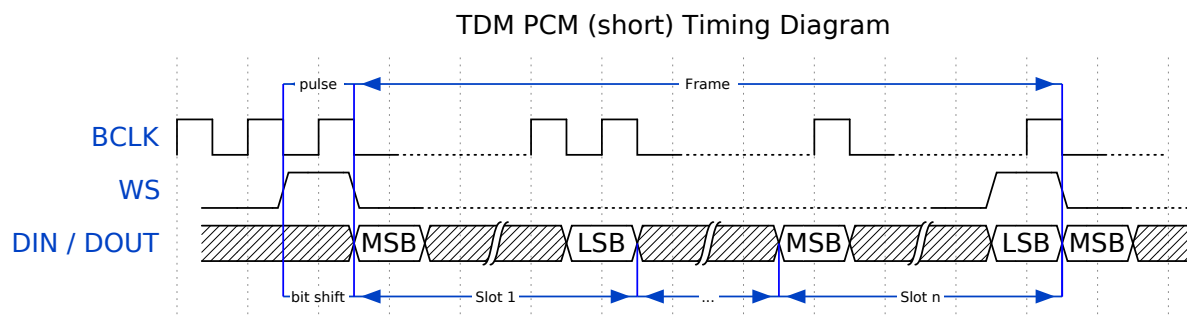 TDM PCM (short) Timing Diagram
pulse Frame
BCLK
WS
DIN / DOUT MSB LSB MSB LSB MSB
bit shift Slot 1 ... Slot n